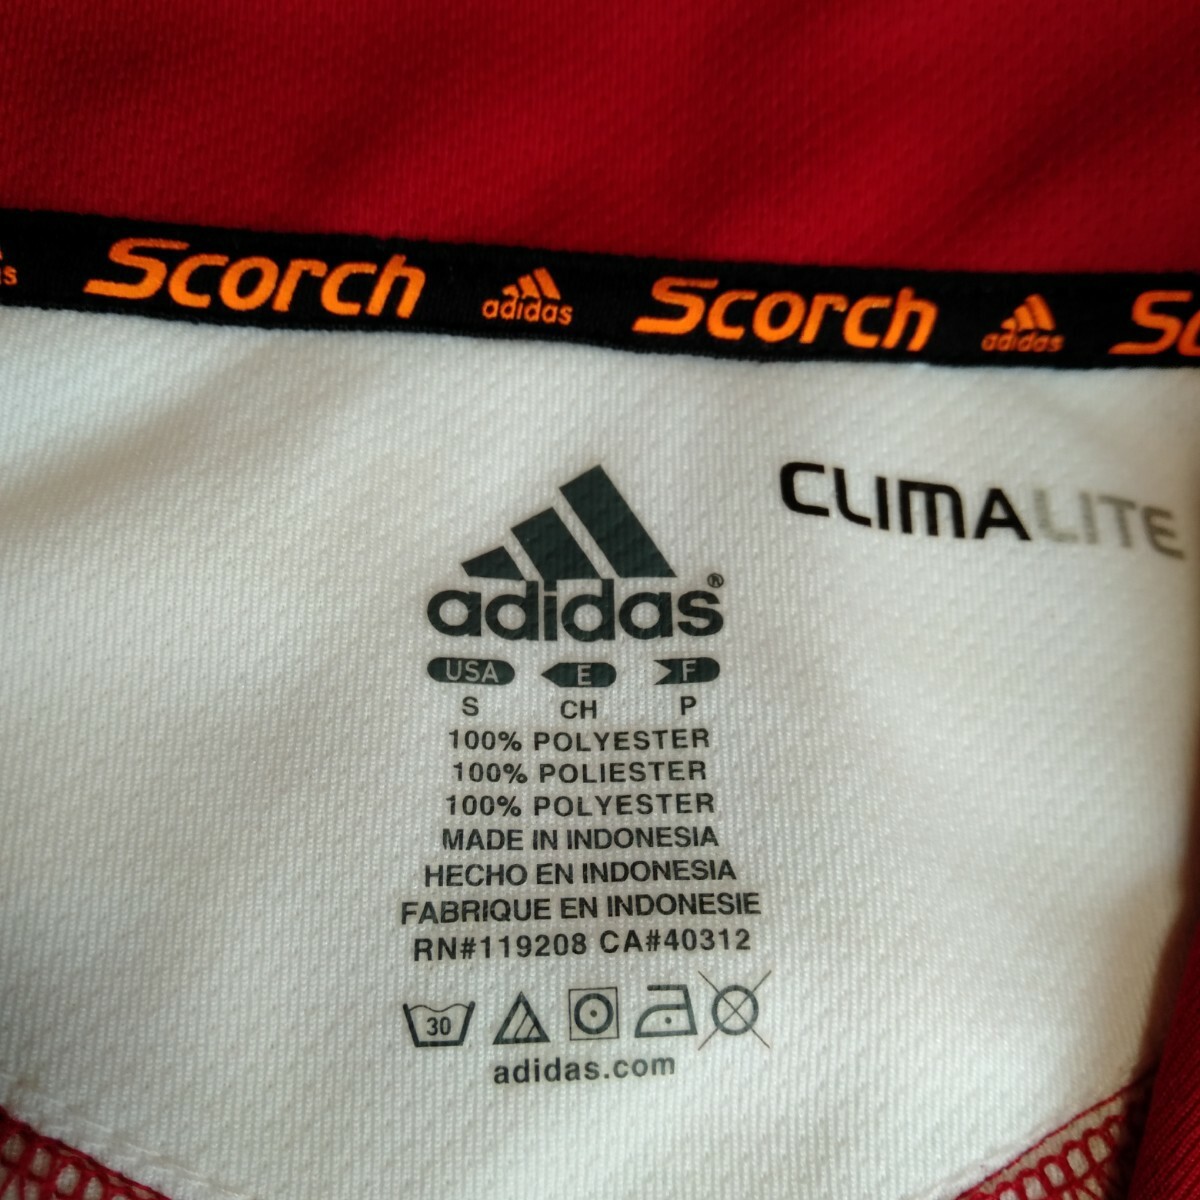 Scorch adidas Scorch adidas
CLIMALITE
adidas®
USA E F
S CH P
100% POLYESTER
100% POLIESTER
100% POLYESTER
MADE IN INDONESIA
HECHO EN INDONESIA
FABRIQUE EN INDONESIE
RN#119208 CA#40312
30
adidas.com